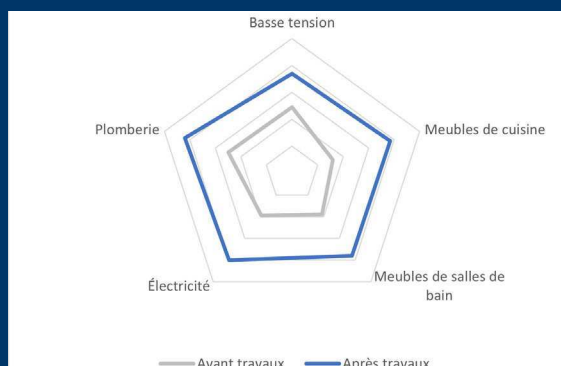 Basse tension
Plomberie
Meubles de cuisine
Électricité
Meubles de salles de
bain
Avant travaux
Après travaux